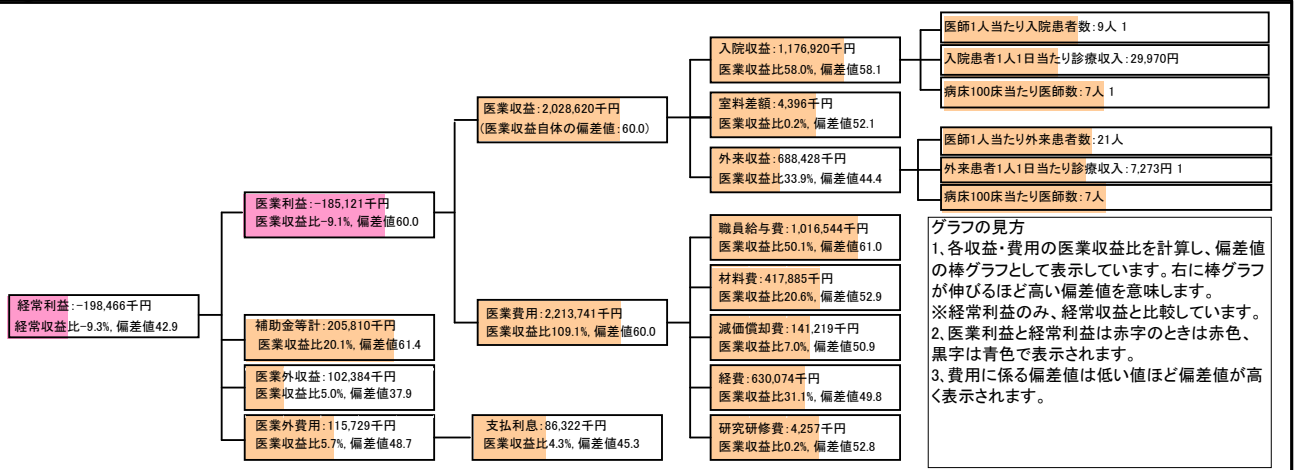 経常利益:-198,466千円
経常収益比-9.3%, 偏差値42.9
医業利益:-185,121千円
医業収益比-9.1%, 偏差値60.0
補助金等計:205,810千円
医業収益比20.1%, 偏差値61.4
医業外収益:102,384千円
医業収益比5.0%, 偏差値37.9
医業外費用:115,729千円
医業収益比5.7%, 偏差値48.7
医業収益:2,028,620千円
(医業収益自体の偏差値:60.0)
医業費用:2,213,741千円
医業収益比109.1%, 偏差値60.0
支払利息:86,322千円
医業収益比4.3%, 偏差値45.3
入院収益:1,176,920千円
医業収益比58.0%, 偏差値58.1
室料差額:4,396千円
医業収益比0.2%, 偏差値52.1
外来収益:688,428千円
医業収益比33.9%, 偏差値44.4
職員給与費:1,016,544千円
医業収益比50.1%, 偏差値61.0
材料費:417,885千円
医業収益比20.6%, 偏差値52.9
減価償却費:141,219千円
医業収益比7.0%, 偏差値50.9
経費:630,074千円
医業収益比31.1%, 偏差値49.8
研究研修費:4,257千円
医業収益比0.2%, 偏差値52.8
医師1人当たり入院患者数:9人 1
入院患者1人1日当たり診療収入:29,970円
病床100床当たり医師数:7人 1
医師1人当たり外来患者数:21人
外来患者1人1日当たり診療収入:7,273円 1
病床100床当たり医師数:7人
グラフの見方
1、各収益・費用の医業収益比を計算し、偏差値
の棒グラフとして表示しています。右に棒グラフ
が伸びるほど高い偏差値を意味します。
※経常利益のみ、経常収益と比較しています。
2、医業利益と経常利益は赤字のときは赤色、
黒字は青色で表示されます。
3、費用に係る偏差値は低い値ほど偏差値が高
く表示されます。